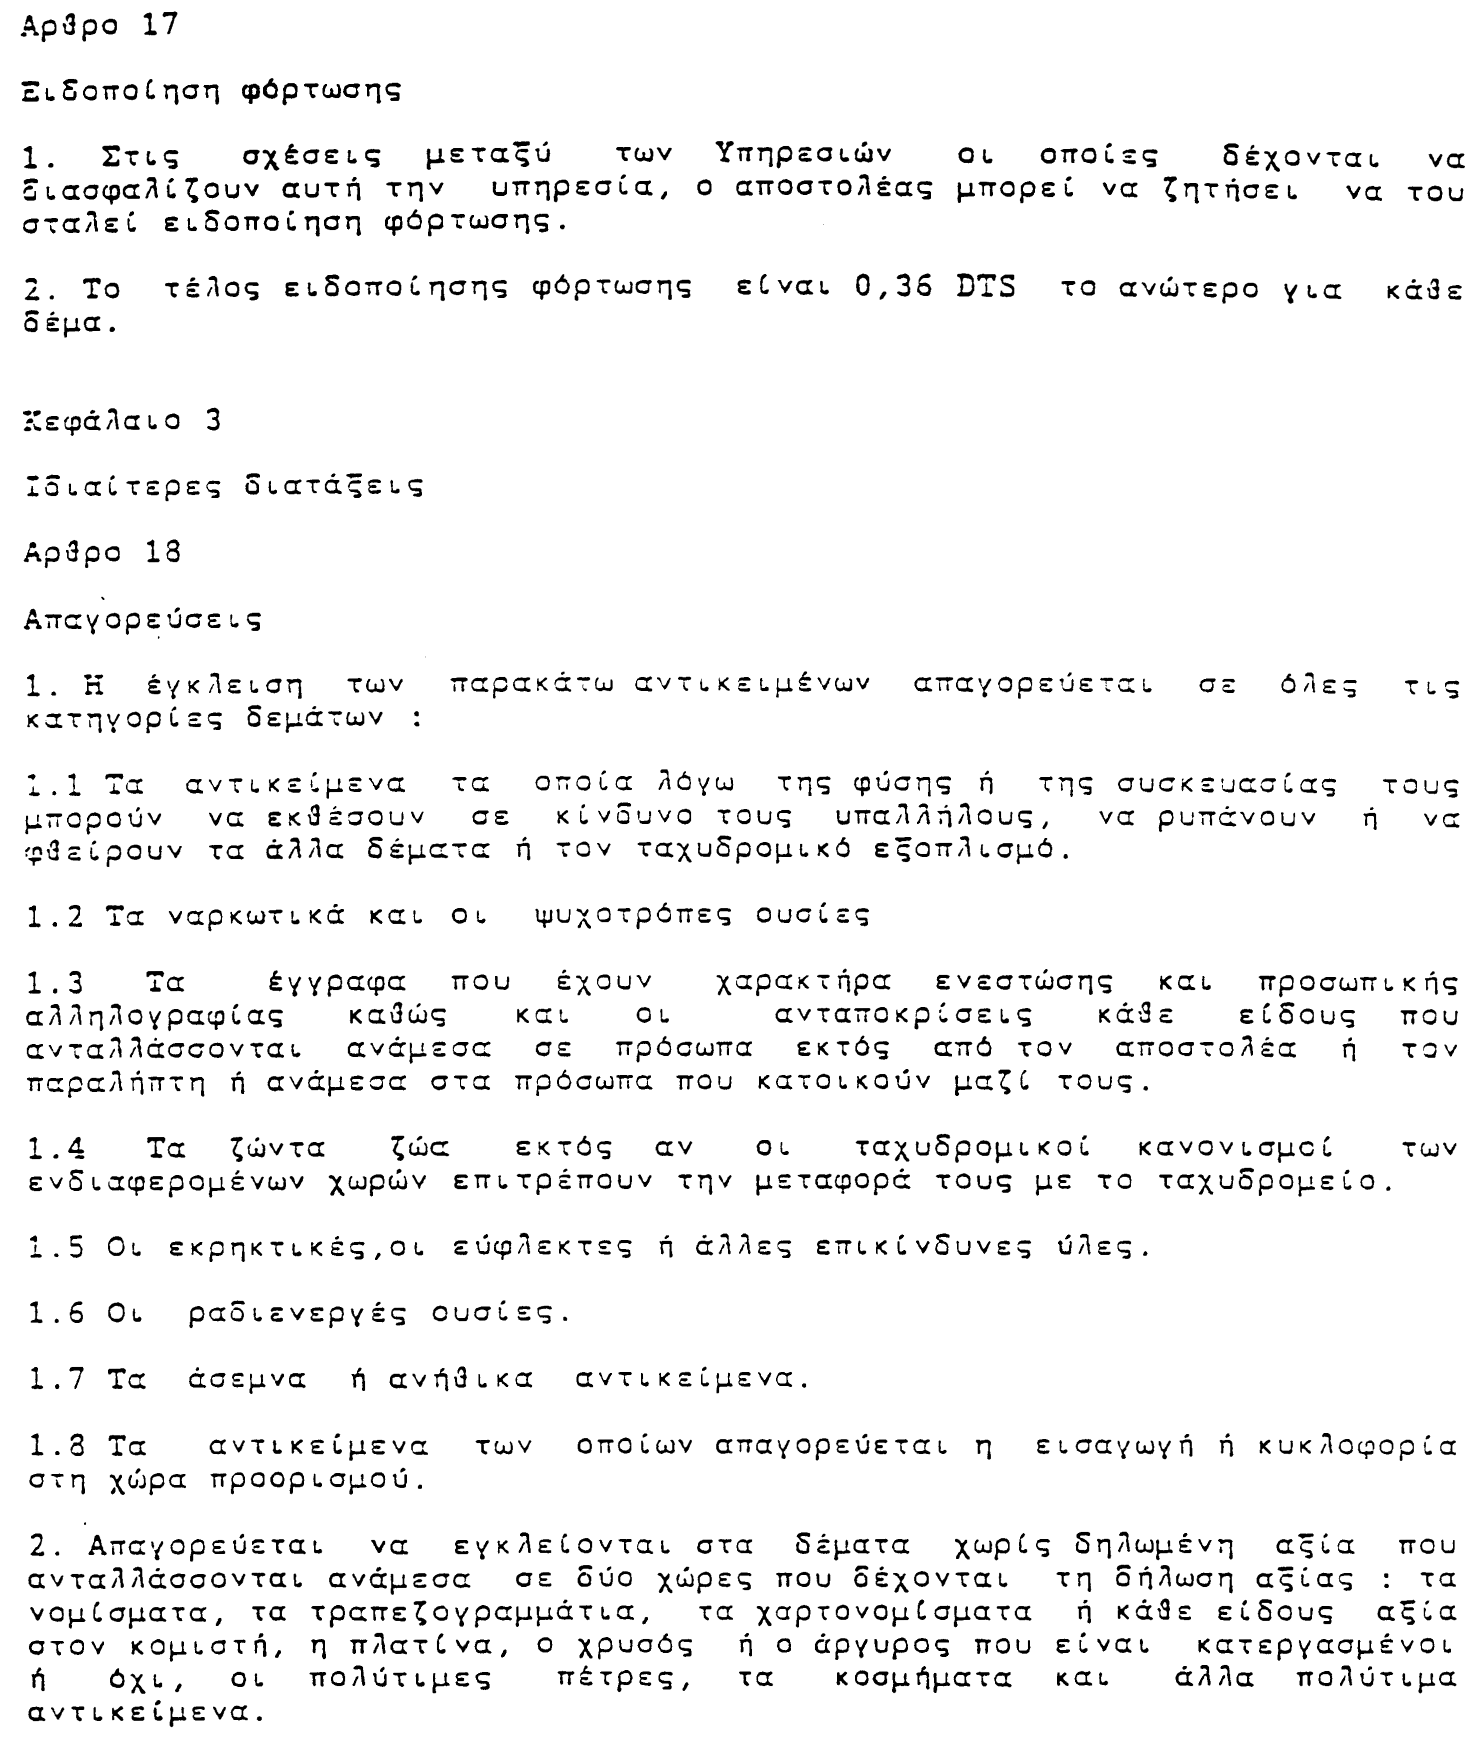 Αρθρο 17
Ειδοποίηση φόρτωσης
1. Στις σχέσεις μεταξύ των Υπηρεσιών οι οποίες δέχονται να
διασφαλίζουν αυτή την υπηρεσία, ο αποστολέας μπορεί να ζητήσει να του
σταλεί ειδοποίηση φόρτωσης.
2. Το τέλος ειδοποίησης φόρτωσης είναι 0,36 DTS το ανώτερο για κάθε
δέμα.
Κεφάλαιο 3
Ιδιαίτερες διατάξεις
Αρθρο 18
Απαγορεύσεις
1. Η έγκλειση των παρακάτω αντικειμένων απαγορεύεται σε όλες τις
κατηγορίες δεμάτων :
1.1 Τα αντικείμενα τα οποία λόγω της φύσης ή της συσκευασίας τους
μπορούν να εκθέσουν σε κίνδυνο τους υπαλλήλους, να ρυπάνουν ή να
φθείρουν τα άλλα δέματα ή τον ταχυδρομικό εξοπλισμό.
1.2 Τα ναρκωτικά και οι ψυχοτρόπες ουσίες
1.3 Τα έγγραφα που έχουν χαρακτήρα ενεστώσης και προσωπικής
αλληλογραφίας καθώς και οι ανταποκρίσεις κάθε είδους που
ανταλλάσσονται ανάμεσα σε πρόσωπα εκτός από τον αποστολέα ή τον
παραλήπτη ή ανάμεσα στα πρόσωπα που κατοικούν μαζί τους.
1.4 Τα ζώντα ζώα εκτός αν οι ταχυδρομικοί κανονισμοί των
ενδιαφερομένων χωρών επιτρέπουν την μεταφορά τους με το ταχυδρομείο.
1.5 Οι εκρηκτικές,οι εύφλεκτες ή άλλες επικίνδυνες ύλες.
1.6 Οι ραδιενεργές ουσίες.
1.7 Τα άσεμνα ή ανήθικα αντικείμενα.
1.8 Τα αντικείμενα των οποίων απαγορεύεται η εισαγωγή ή κυκλοφορία
στη χώρα προορισμού.
2. Απαγορεύεται να εγκλείονται στα δέματα χωρίς δηλωμένη αξία που
ανταλλάσσονται ανάμεσα σε δύο χώρες που δέχονται τη δήλωση αξίας : τα
νομίσματα, τα τραπεζογραμμάτια, τα χαρτονομίσματα ή κάθε είδους αξία
στον κομιστή, η πλατίνα, ο χρυσός ή ο άργυρος που είναι κατεργασμένοι
ή όχι, οι πολύτιμες πέτρες, τα κοσμήματα και άλλα πολύτιμα
αντικείμενα.